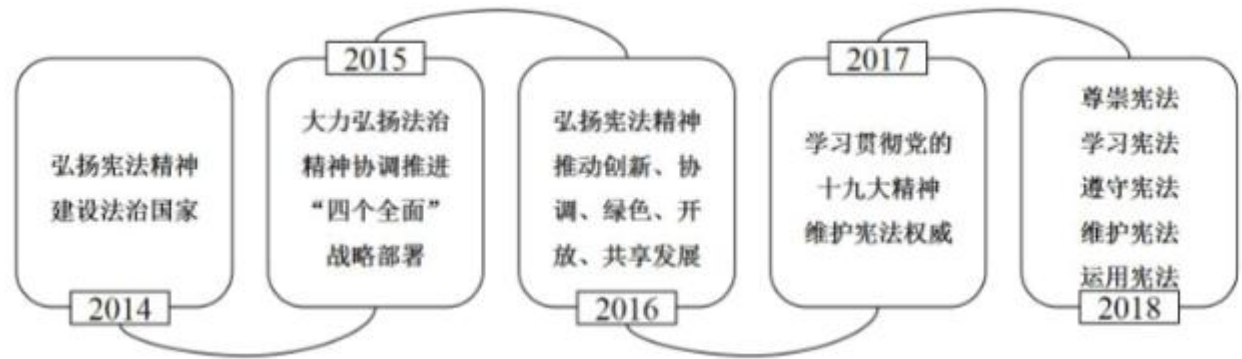 2014
弘扬宪法精神
建设法治国家
2015
大力弘扬法治
精神协调推进
“四个全面”
战略部署
弘扬宪法精神
推动创新、协
调、绿色、开
放、共享发展
2016
2017
学习贯彻党的
十九大精神
维护宪法权威
尊崇宪法
学习宪法
遵守宪法
维护宪法
运用宪法
2018